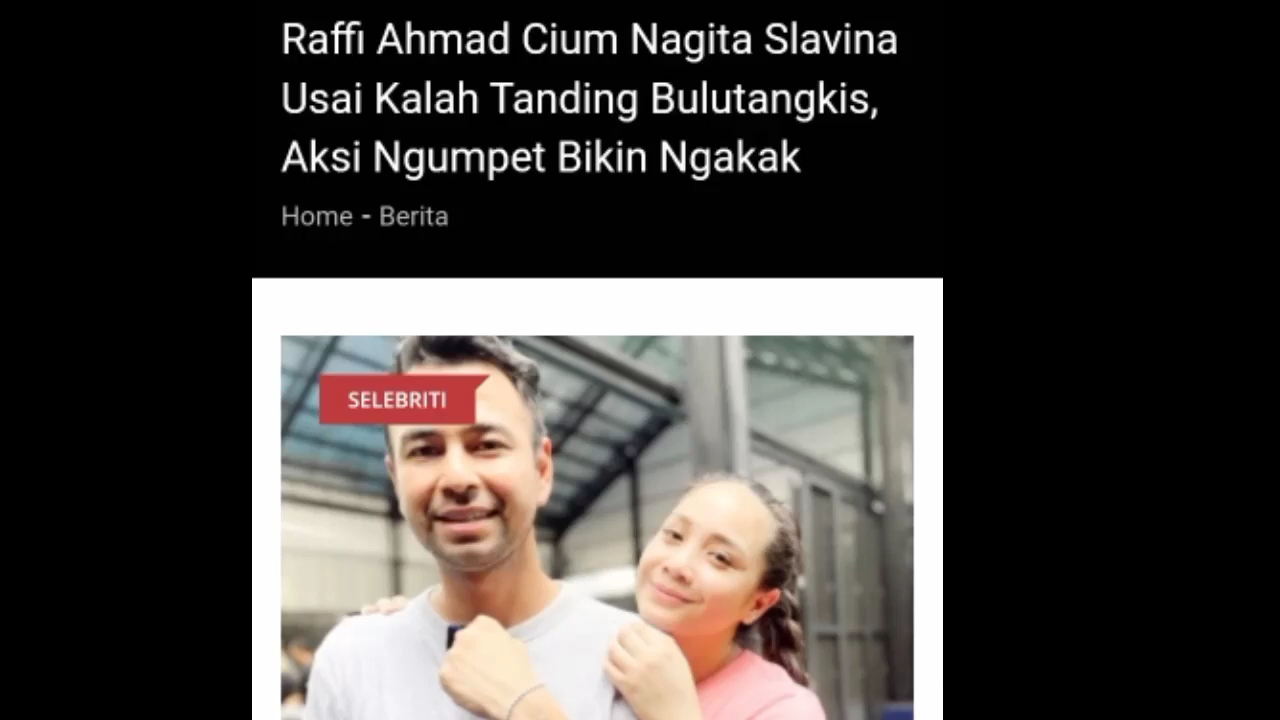 Raffi Ahmad Cium Nagita Slavina
Usai Kalah Tanding Bulutangkis,
Aksi Ngumpet Bikin Ngakak
Home - Berita
SELEBRITI